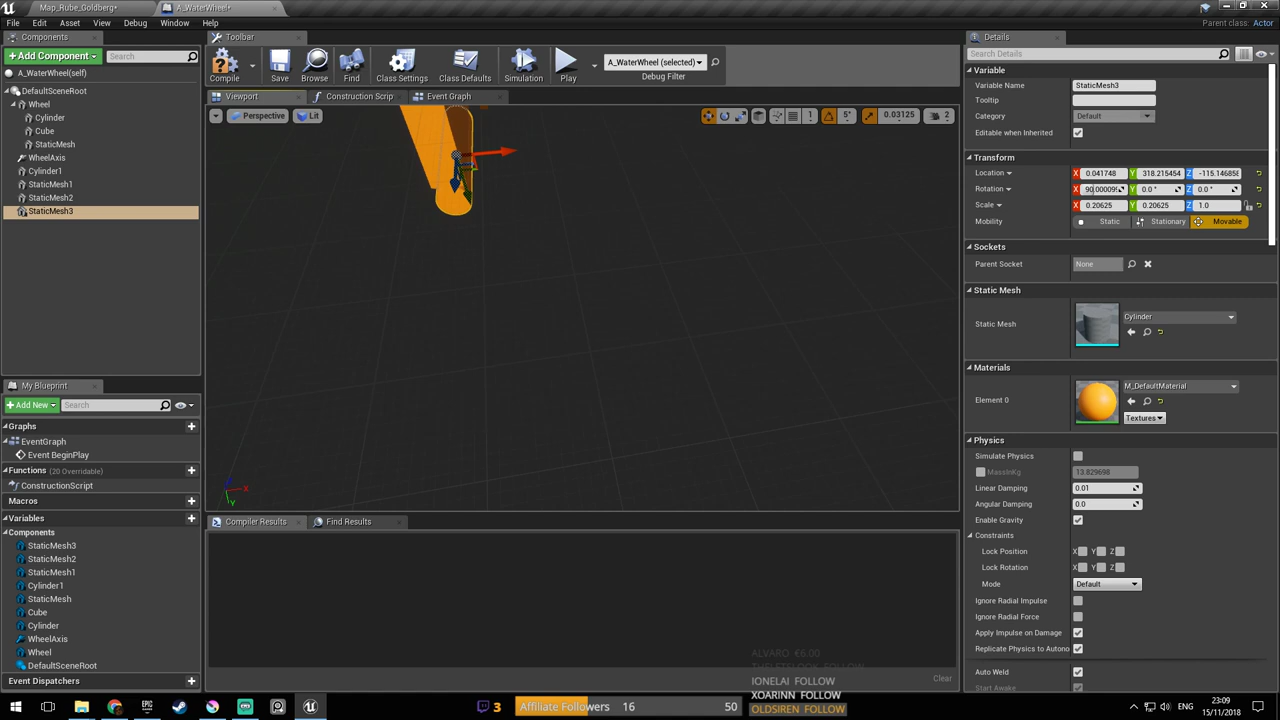 Map_Rube_Goldberg*
A_WaterWheel*
File Edit Asset View Debug Window Help
Parent class: Actor
Components
Toolbar
Details
+Add Component
Search
A_WaterWheel(self)
DefaultSceneRoot
Wheel
Cylinder
Cube
StaticMesh
WheelAxis
Cylinder1
StaticMesh1
StaticMesh2
StaticMesh3
Compile
Save
Browse
Find
Class Settings
Class Defaults
Simulation
Play
A_WaterWheel (selected)
Debug Filter
Viewport
Construction Scrip
Event Graph
Perspective
Lit
1
5°
0.03125
2
X
Y
My Blueprint
+Add New
Search
Graphs
EventGraph
Event BeginPlay
Functions (20 Overridable)
ConstructionScript
Macros
Variables
Components
StaticMesh3
StaticMesh2
StaticMesh1
Cylinder1
StaticMesh
Cube
Cylinder
WheelAxis
Wheel
DefaultSceneRoot
Event Dispatchers
Compiler Results
Find Results
Clear
Search Details
Variable
Variable Name StaticMesh3
Tooltip
Category Default
Editable when Inherited
Transform
Location X 0.041748 Y 318.215454 Z -115.146858
Rotation X 90.000009 Y 0.0 ° Z 0.0 °
Scale X 0.20625 Y 0.20625 Z 1.0
Mobility Static Stationary Movable
Sockets
Parent Socket None
Static Mesh
Static Mesh Cylinder
Materials
Element 0 M_DefaultMaterial
Textures
Physics
Simulate Physics
MassInKg 13.829698
Linear Damping 0.01
Angular Damping 0.0
Enable Gravity
Constraints
Lock Position X Y Z
Lock Rotation X Y Z
Mode Default
Ignore Radial Impulse
Ignore Radial Force
Apply Impulse on Damage
Replicate Physics to Autono
Auto Weld
Start Awake
ALVARO €6.00
FOLLOW
IONELAI FOLLOW
XOARINN FOLLOW
OLDSIREN FOLLOW
3
Affiliate Followers 16 50
23:09
15/11/2018